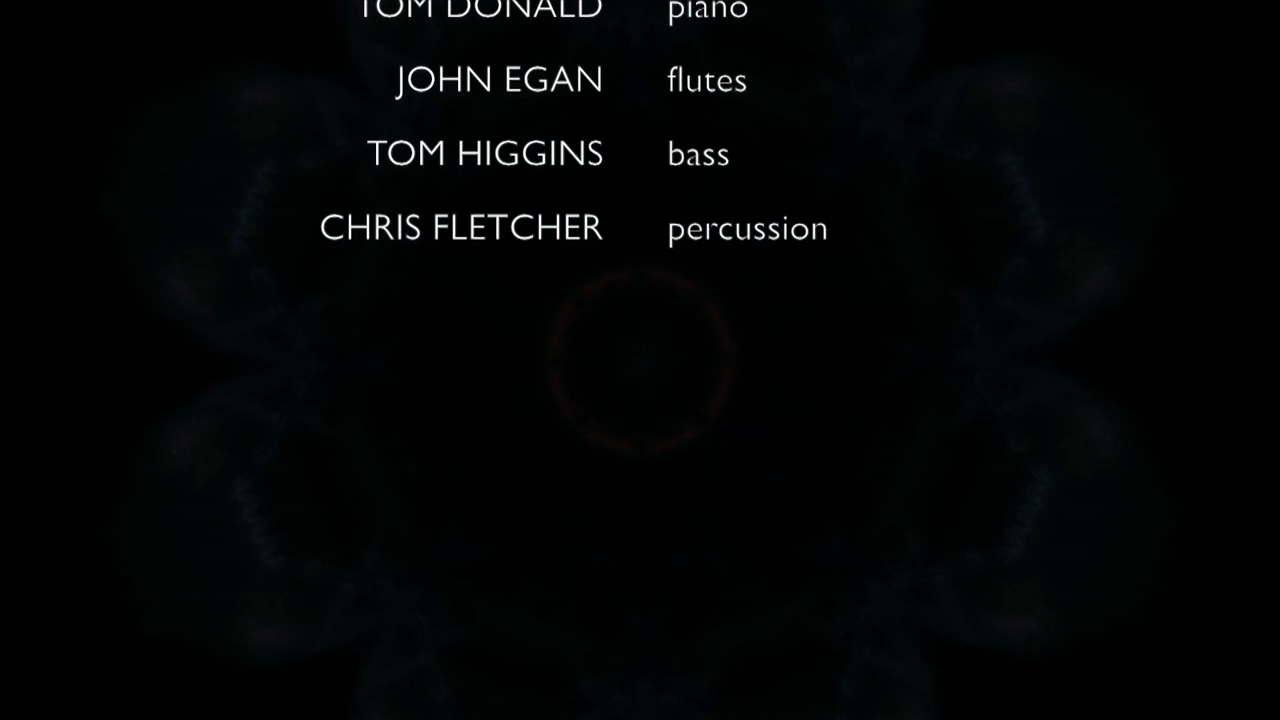 TOM DONALD piano
JOHN EGAN flutes
TOM HIGGINS bass
CHRIS FLETCHER percussion